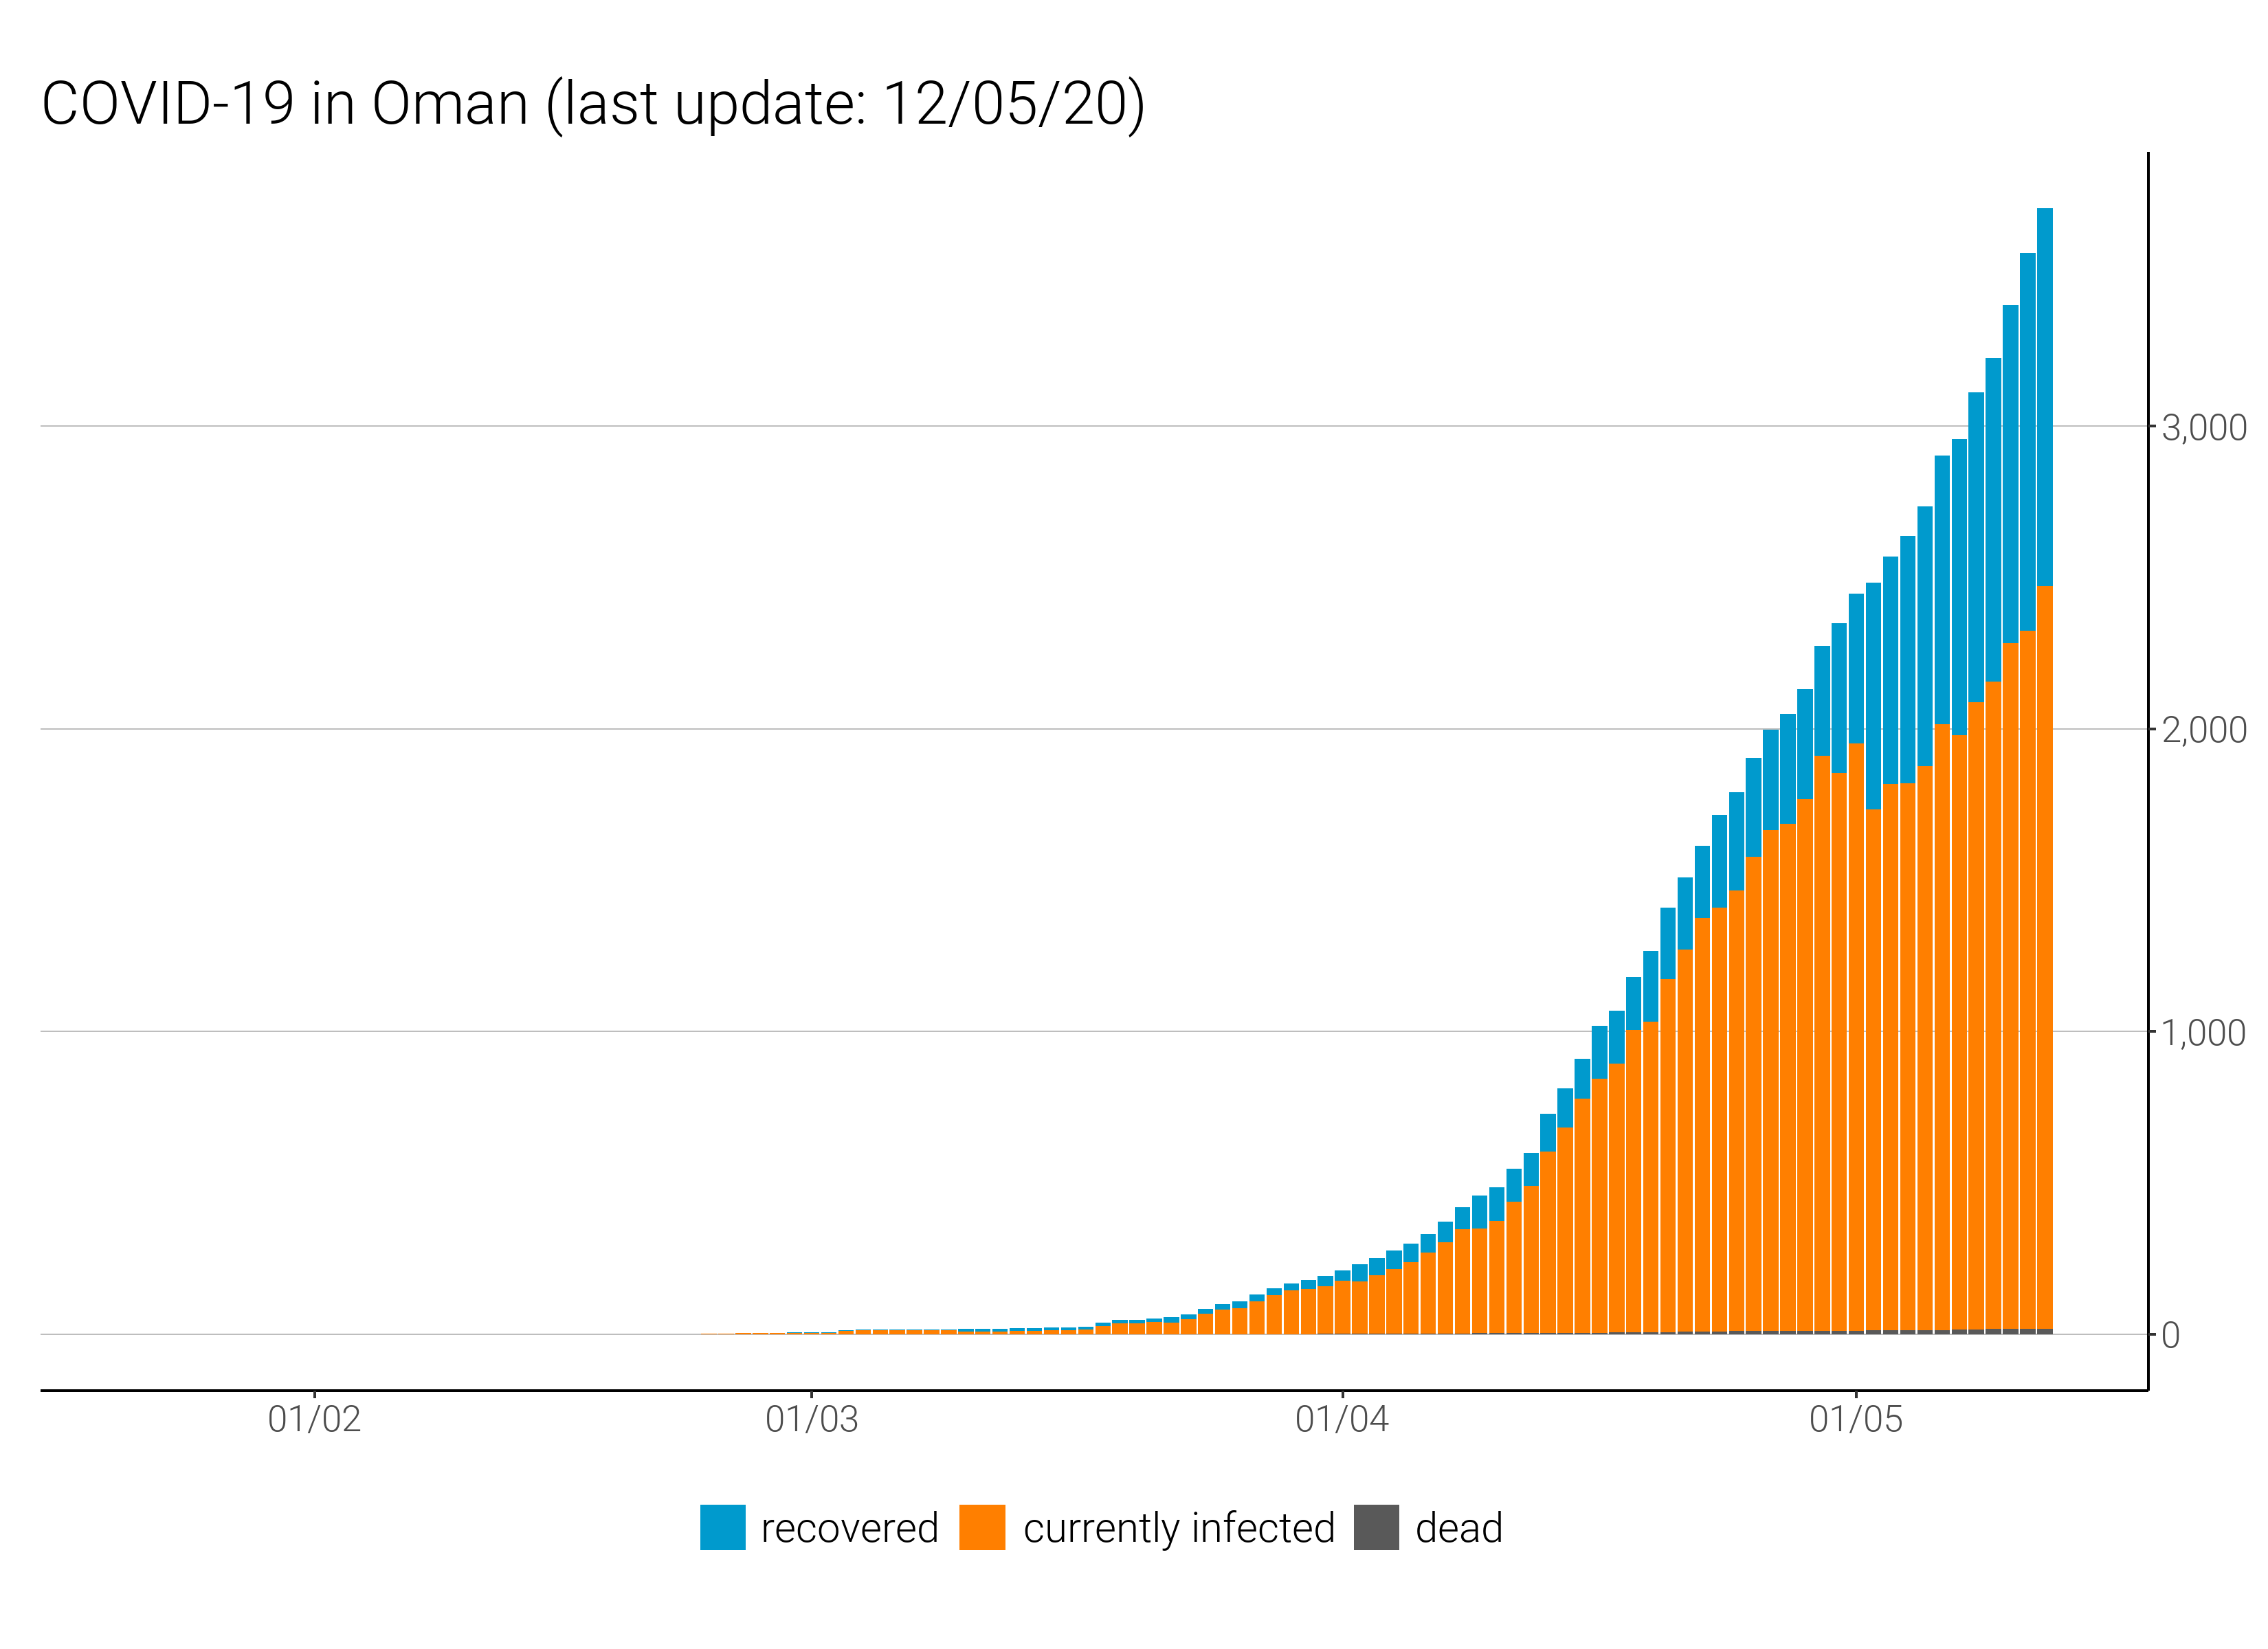 COVID-19 in Oman (last update: 12/05/20)
3,000
2,000
1,000
0
01/02 01/03 01/04 01/05
recovered currently infected dead